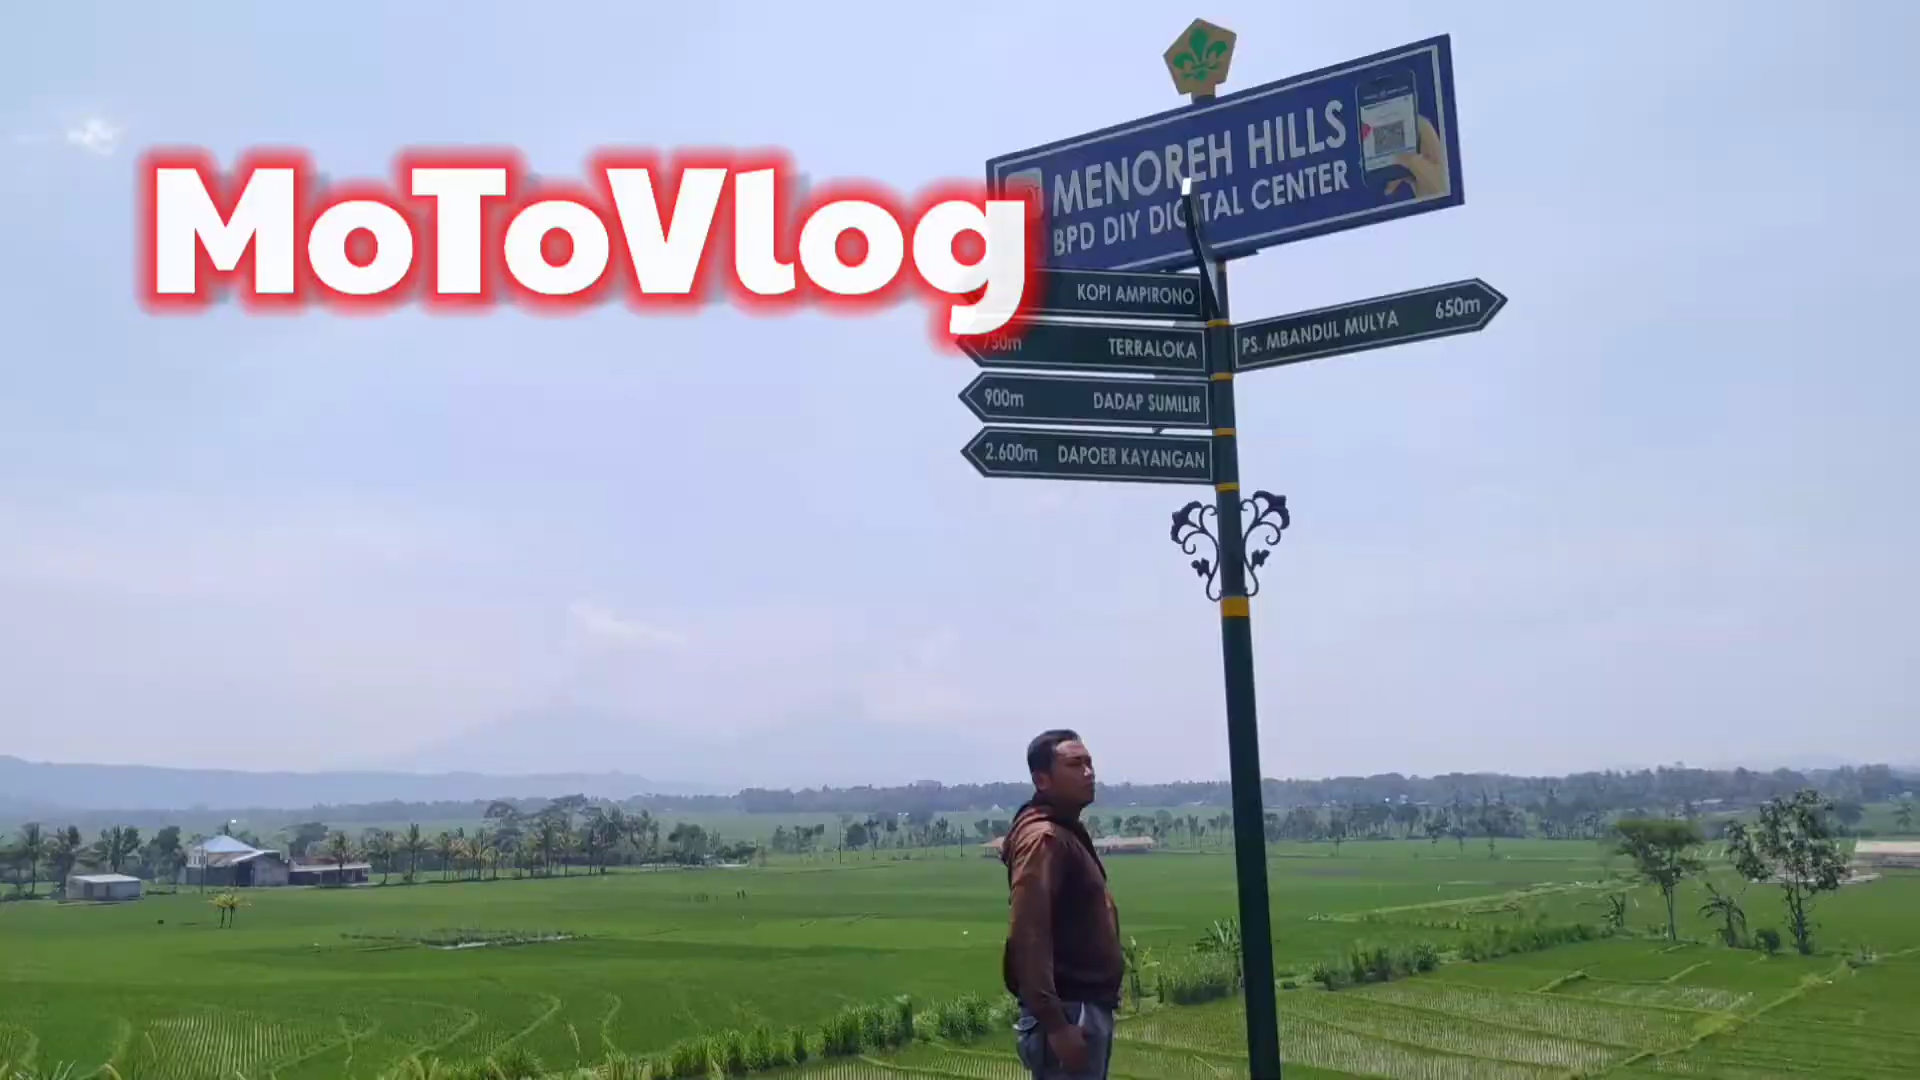 MoToVlog
MENOREH HILLS
BPD DIY DIGITAL CENTER
KOPI AMPIRONO
750m TERRALOKA
900m DADAP SUMILIR
2.600m DAPOER KAYANGAN
PS. MBANDUL MULYA 650m